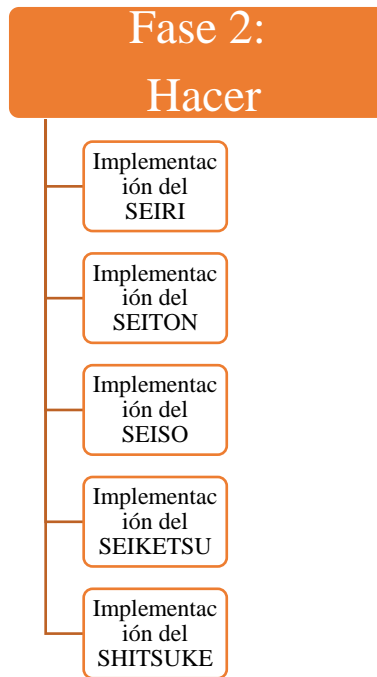 Fase 2:
Hacer
Implementac
ión del
SEIRI
Implementac
ión del
SEITON
Implementac
ión del
SEISO
Implementac
ión del
SEIKETSU
Implementac
ión del
SHITSUKE